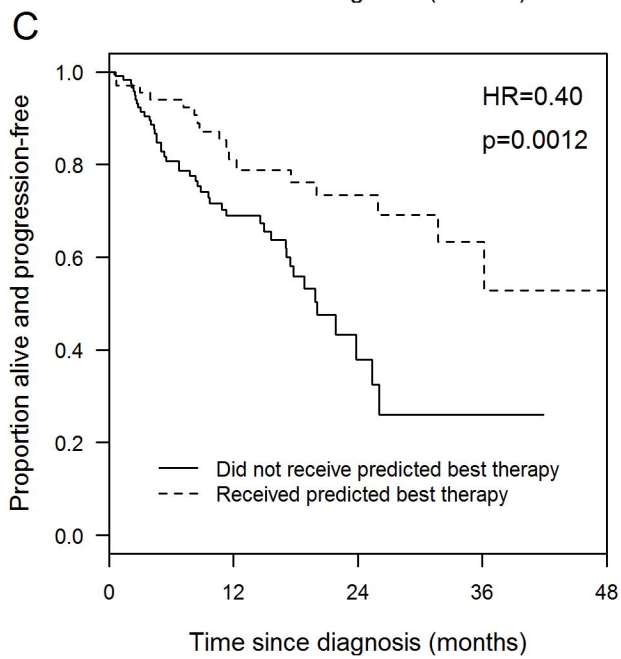 C
HR=0.40
p=0.0012
Proportion alive and progression-free
1.0
0.8
0.6
0.4
0.2
0.0
Did not receive predicted best therapy
Received predicted best therapy
0 12 24 36 48
Time since diagnosis (months)